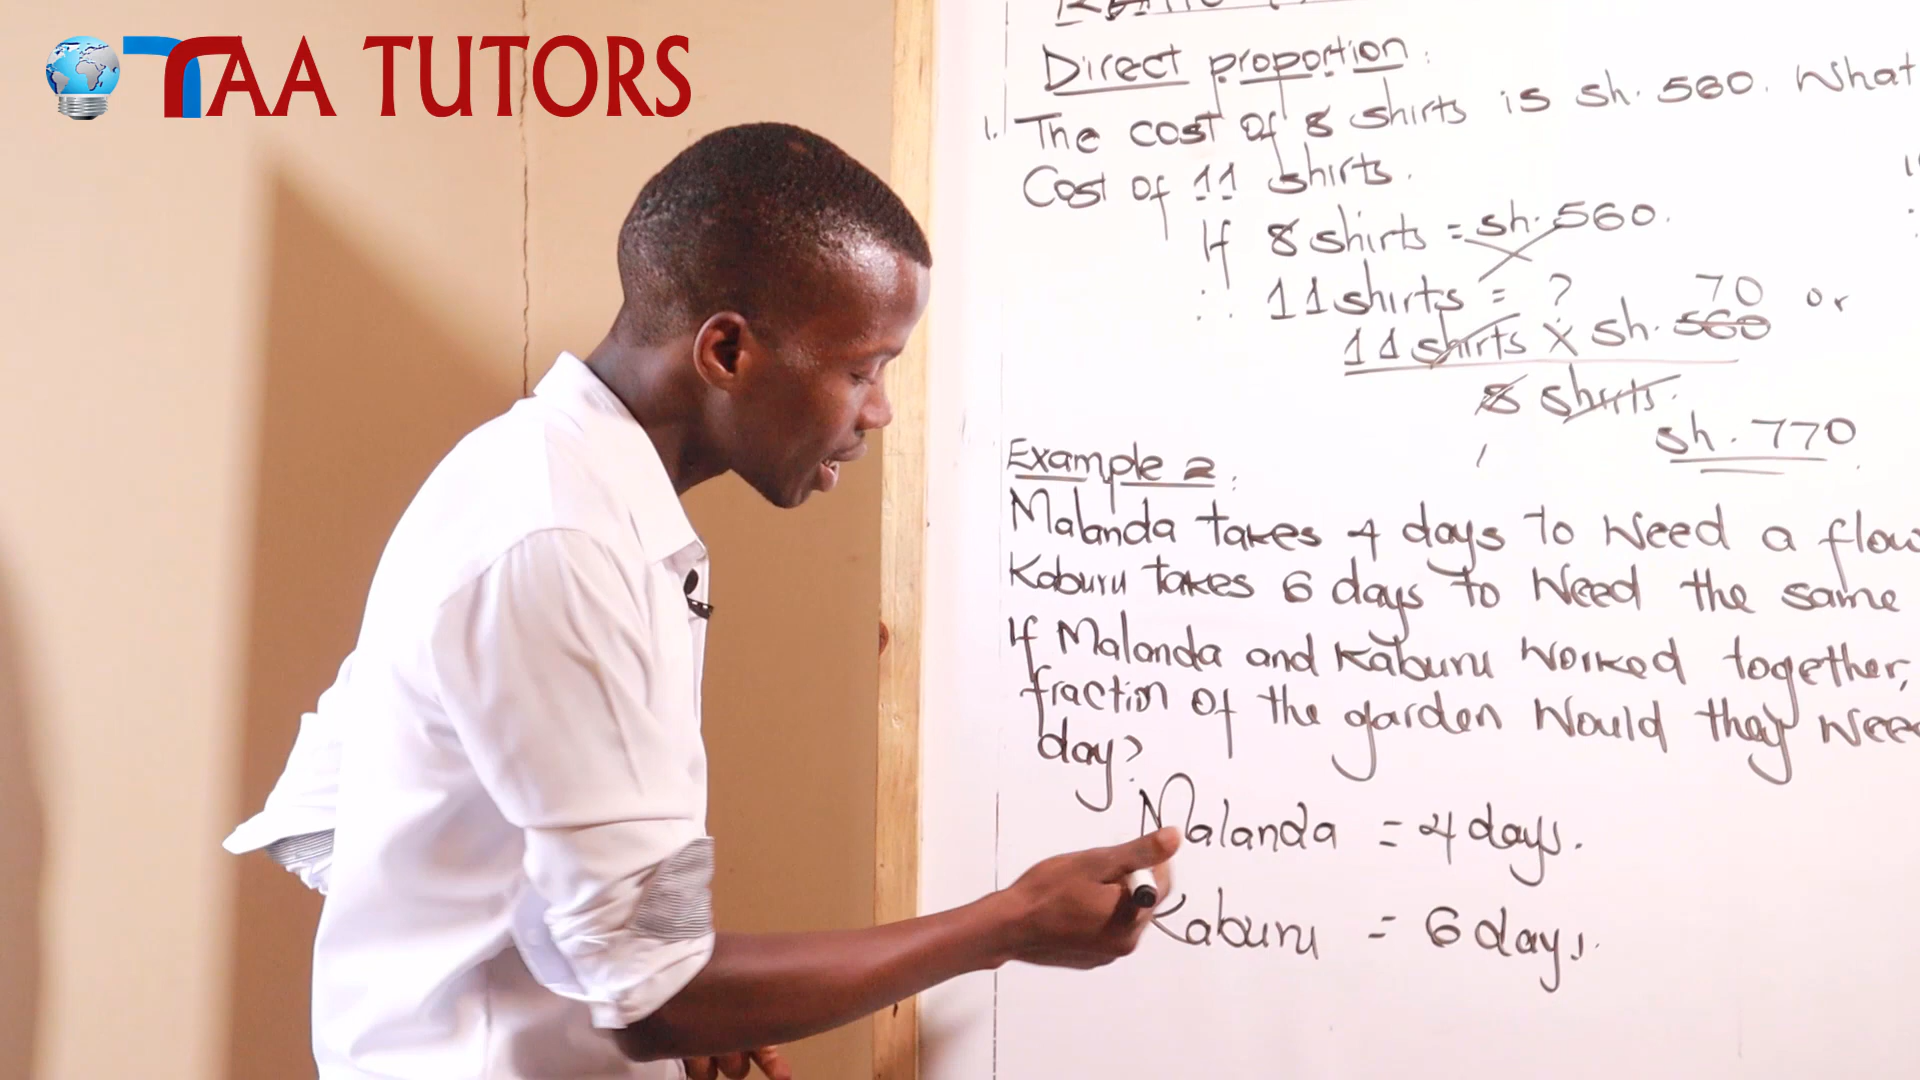 TAA TUTORS
Direct proportion:
1. The cost of 8 shirts is sh. 560. What
Cost of 11 shirts.
If 8 shirts = sh. 560.
∴ 11 shirts = ?
70 or
11 shirts x sh. 560
8 shirts.
1
sh. 770
Example 2:
Malanda takes 4 days to weed a flow
Kaburu takes 6 days to weed the same
If Malanda and Kaburu worked together,
fraction of the garden would they weed
day?
Malanda = 4 days.
Kaburu = 6 days.